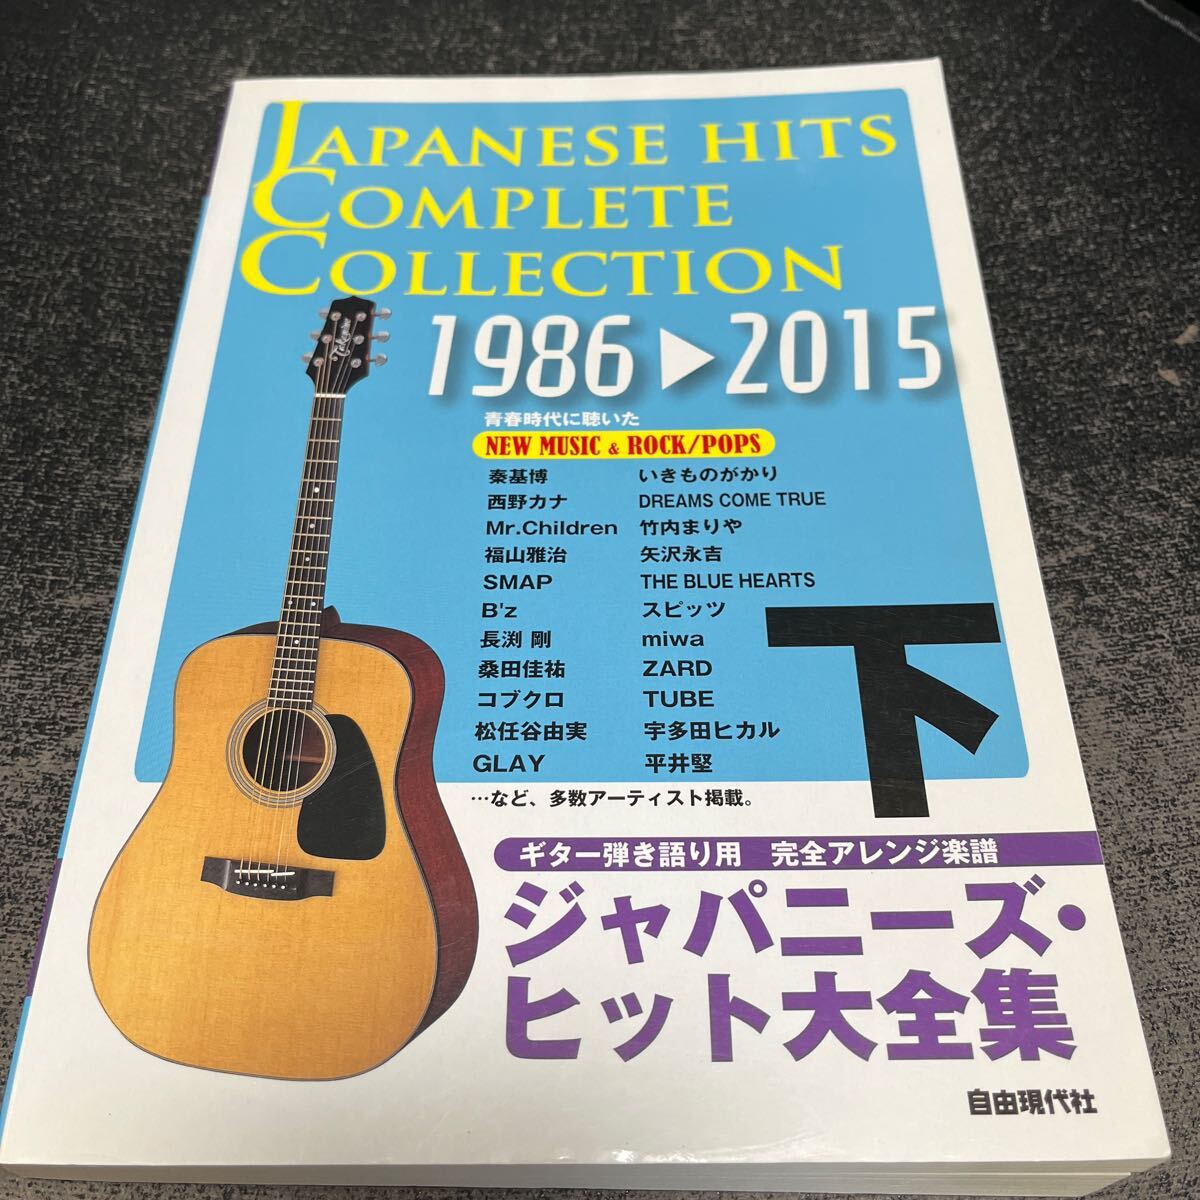 JAPANESE HITS
COMPLETE
COLLECTION
1986▶2015
青春時代に聴いた
NEW MUSIC & ROCK/POPS
秦基博 いきものがかり
西野カナ DREAMS COME TRUE
Mr.Children 竹内まりや
福山雅治 矢沢永吉
SMAP THE BLUE HEARTS
B'z スピッツ
長渕 剛 miwa
桑田佳祐 ZARD
コブクロ TUBE
松任谷由実 宇多田ヒカル
GLAY 平井堅
…など、多数アーティスト掲載。
下
ギター弾き語り用 完全アレンジ楽譜
ジャパニーズ・
ヒット大全集
自由現代社
Takamine